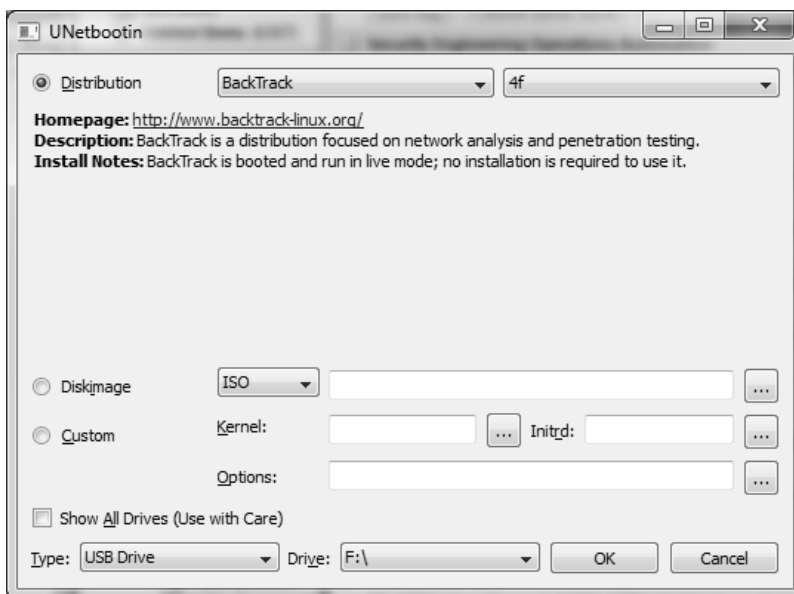 UNetbootin
Distribution BackTrack 4f
Homepage: http://www.backtrack-linux.org/
Description: BackTrack is a distribution focused on network analysis and penetration testing.
Install Notes: BackTrack is booted and run in live mode; no installation is required to use it.
Diskimage ISO ...
Custom Kernel: ... Initrd: ...
Options: ...
Show All Drives (Use with Care)
Type: USB Drive Drive: F:\ OK Cancel